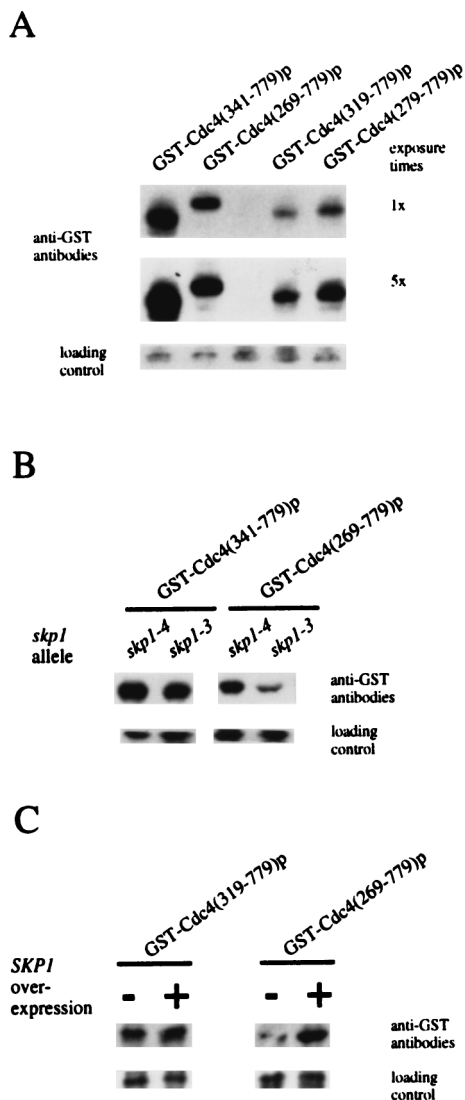 A
GST-Cdc4(341-779)p
GST-Cdc4(269-779)p
GST-Cdc4(319-779)p
GST-Cdc4(279-779)p
exposure
times
1x
anti-GST
antibodies
5x
loading
control
B
GST-Cdc4(341-779)p
GST-Cdc4(269-779)p
skp1
allele
skp1-4
skp1-3
skp1-4
skp1-3
anti-GST
antibodies
loading
control
C
GST-Cdc4(319-779)p
GST-Cdc4(269-779)p
SKP1
over-
expression
- + - +
anti-GST
antibodies
loading
control